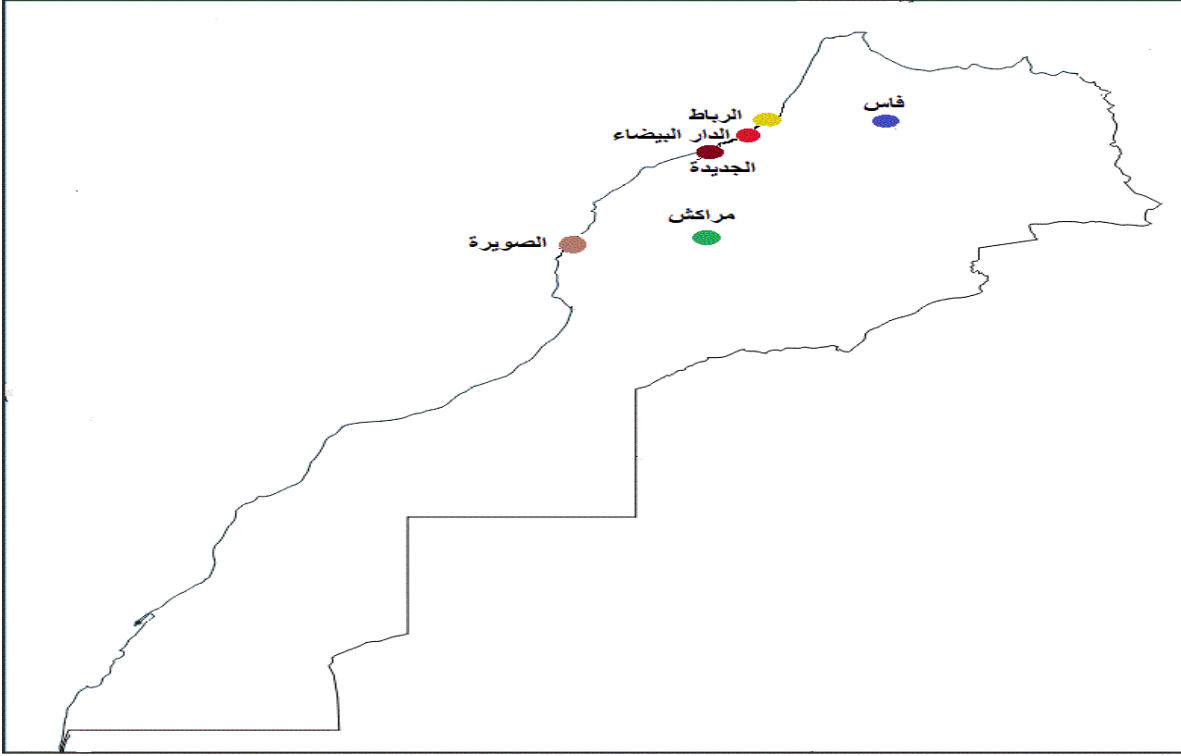 فاس
الرباط
الدار البيضاء
الجديدة
مراكش
الصويرة